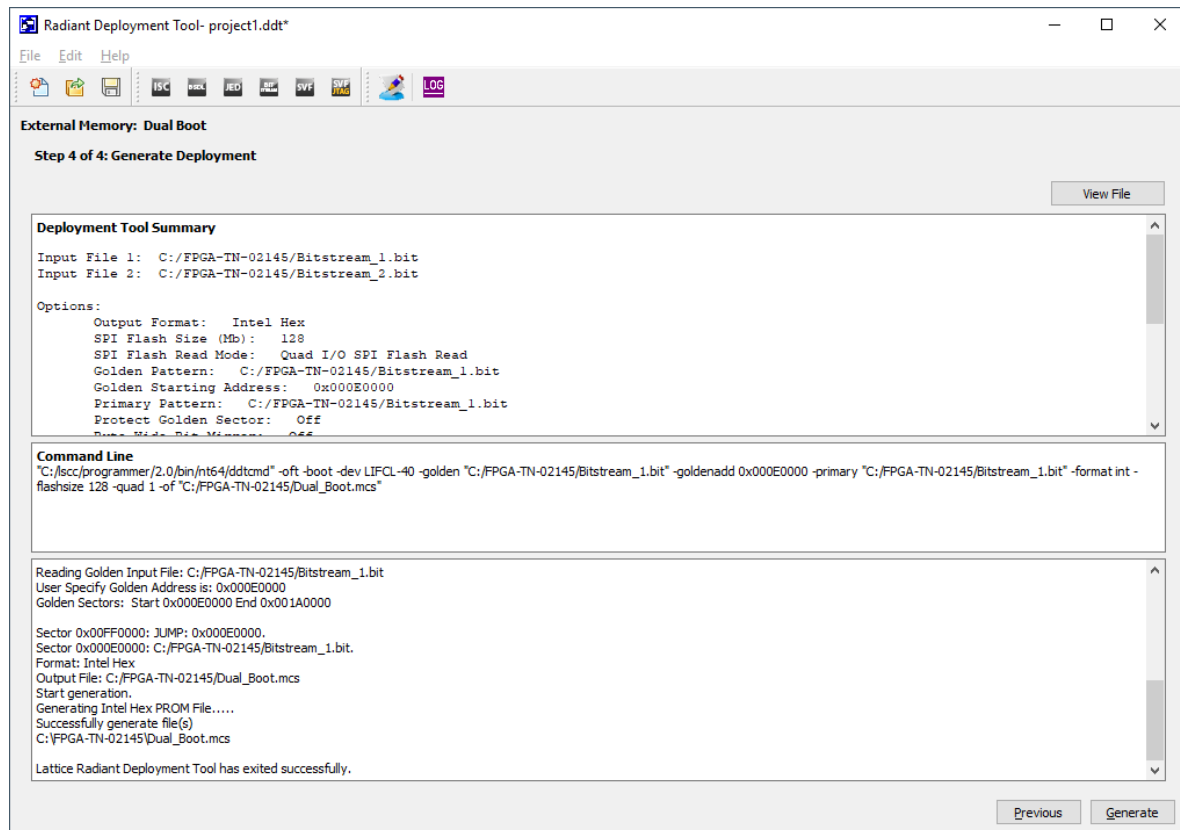 Radiant Deployment Tool- project1.ddt*
File Edit Help
ISC BSDL JED BIT SVF SVF JTAG LOG
External Memory: Dual Boot
Step 4 of 4: Generate Deployment
View File
Deployment Tool Summary
Input File 1: C:/FPGA-TN-02145/Bitstream_1.bit
Input File 2: C:/FPGA-TN-02145/Bitstream_2.bit
Options:
Output Format: Intel Hex
SPI Flash Size (Mb): 128
SPI Flash Read Mode: Quad I/O SPI Flash Read
Golden Pattern: C:/FPGA-TN-02145/Bitstream_1.bit
Golden Starting Address: 0x000E0000
Primary Pattern: C:/FPGA-TN-02145/Bitstream_1.bit
Protect Golden Sector: Off
Byte Wide Bit Mirror: Off
Command Line
"C:/lscc/programmer/2.0/bin/nt64/ddtcmd" -oft -boot -dev LIFCL-40 -golden "C:/FPGA-TN-02145/Bitstream_1.bit" -goldenadd 0x000E0000 -primary "C:/FPGA-TN-02145/Bitstream_1.bit" -format int -
flashsize 128 -quad 1 -of "C:/FPGA-TN-02145/Dual_Boot.mcs"
Reading Golden Input File: C:/FPGA-TN-02145/Bitstream_1.bit
User Specify Golden Address is: 0x000E0000
Golden Sectors: Start 0x000E0000 End 0x001A0000
Sector 0x00FF0000: JUMP: 0x000E0000.
Sector 0x000E0000: C:/FPGA-TN-02145/Bitstream_1.bit.
Format: Intel Hex
Output File: C:/FPGA-TN-02145/Dual_Boot.mcs
Start generation.
Generating Intel Hex PROM File.....
Successfully generate file(s)
C:\FPGA-TN-02145\Dual_Boot.mcs
Lattice Radiant Deployment Tool has exited successfully.
Previous Generate